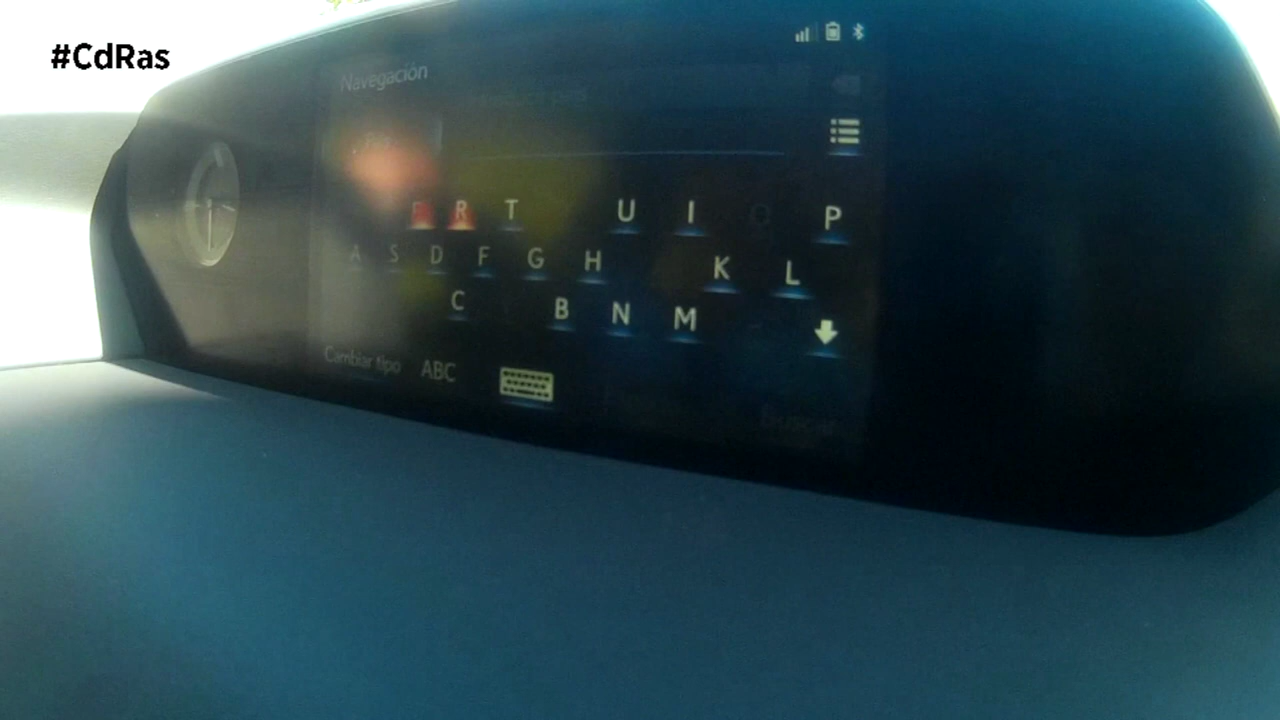 #CdRas
Navegación
E R T U I O P
A S D F G H K L
C B N M
Cambiar tipo ABC